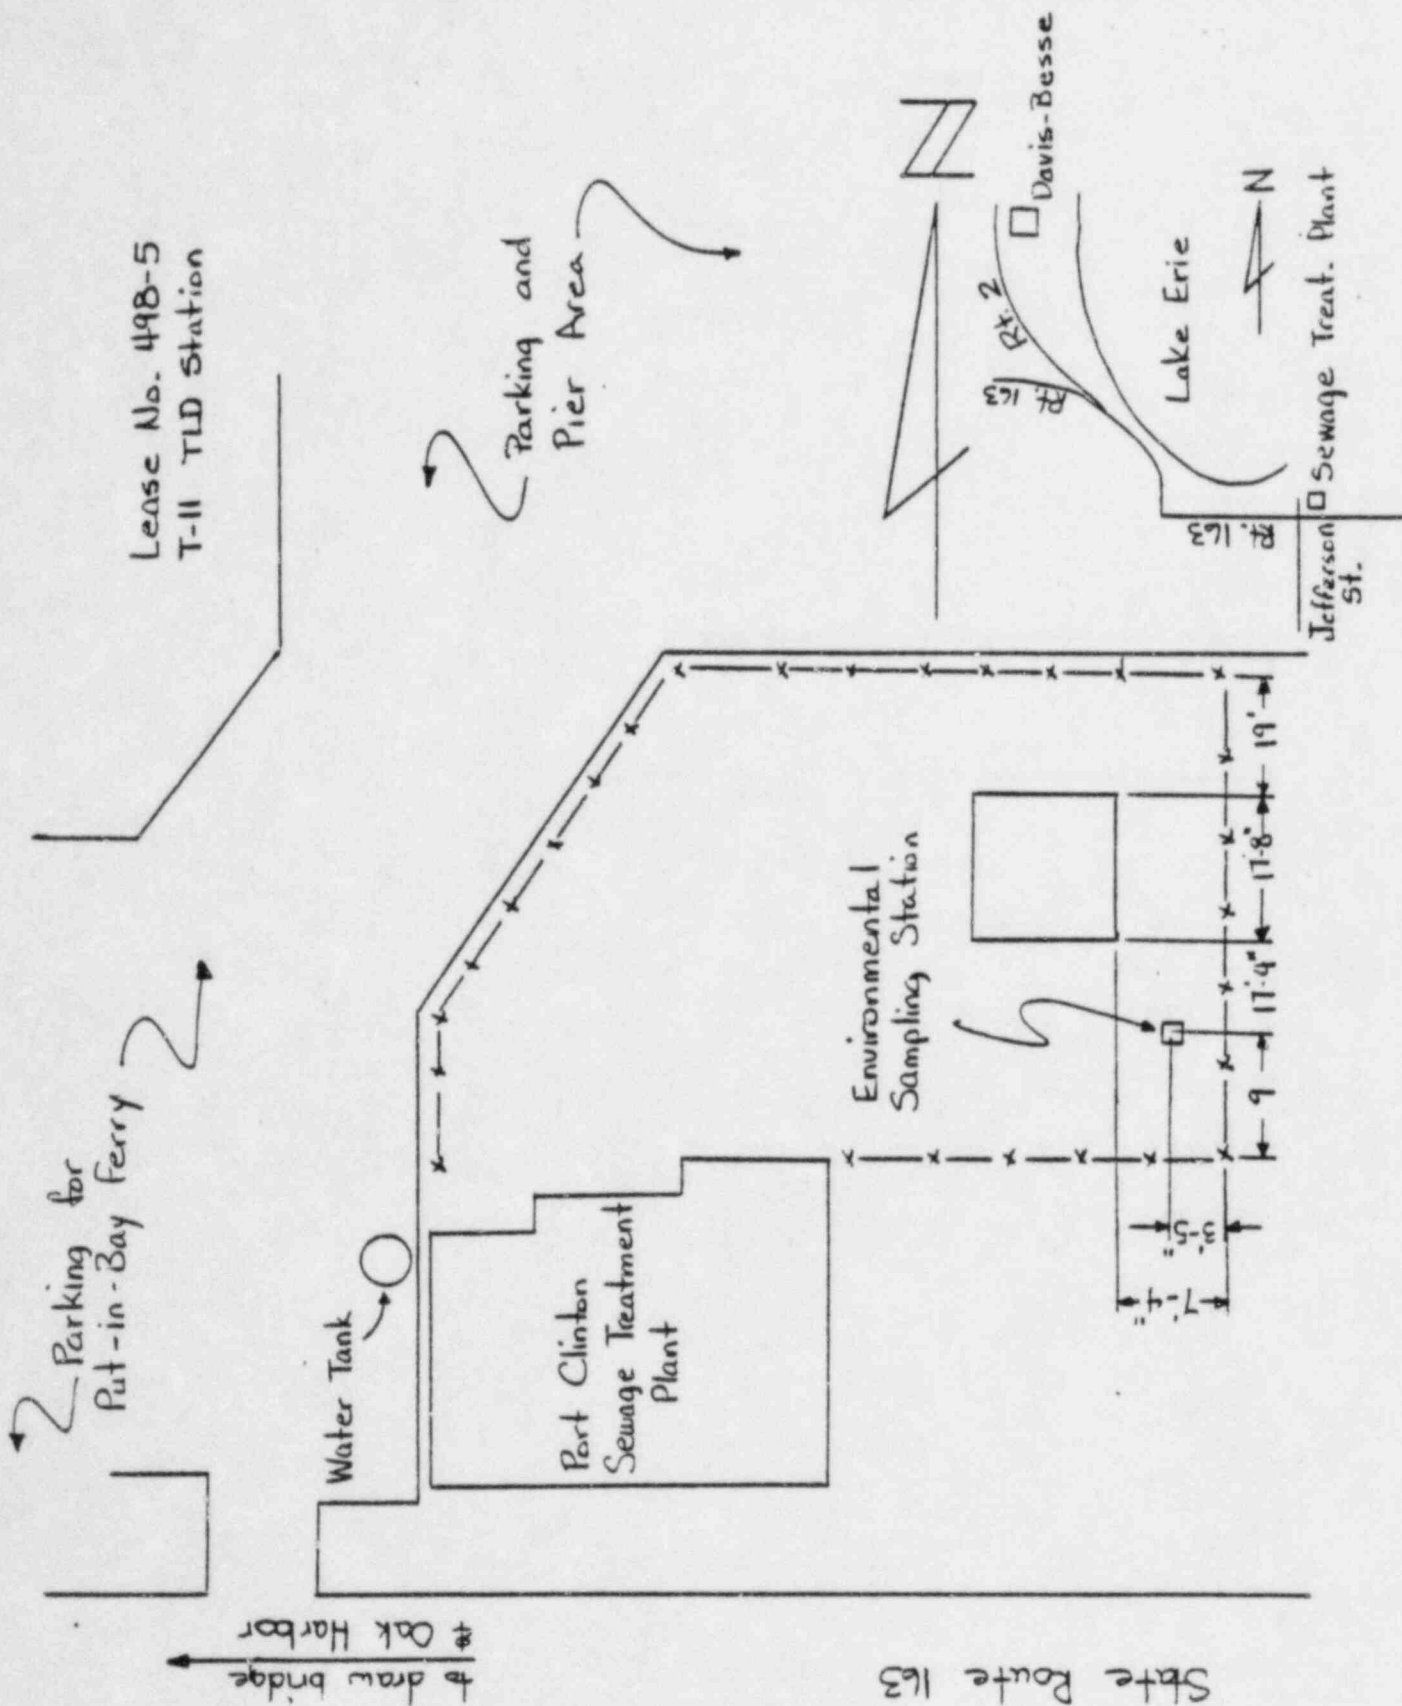 Lease No. 49B-5
T-11 TLD Station
Parking for
Put-in-Bay Ferry
Parking and
Pier Area
Water Tank
Port Clinton
Sewage Treatment
Plant
Environmental
Sampling Station
N
Davis-Besse
Rt. 2
Rt. 163
Lake Erie
N
Rt. 163
Sewage Treat. Plant
Jefferson
St.
9
17'-4"
17'-8"
19'
3'-5"
7'-4"
to draw bridge
at Oak Harbor
State Route 163